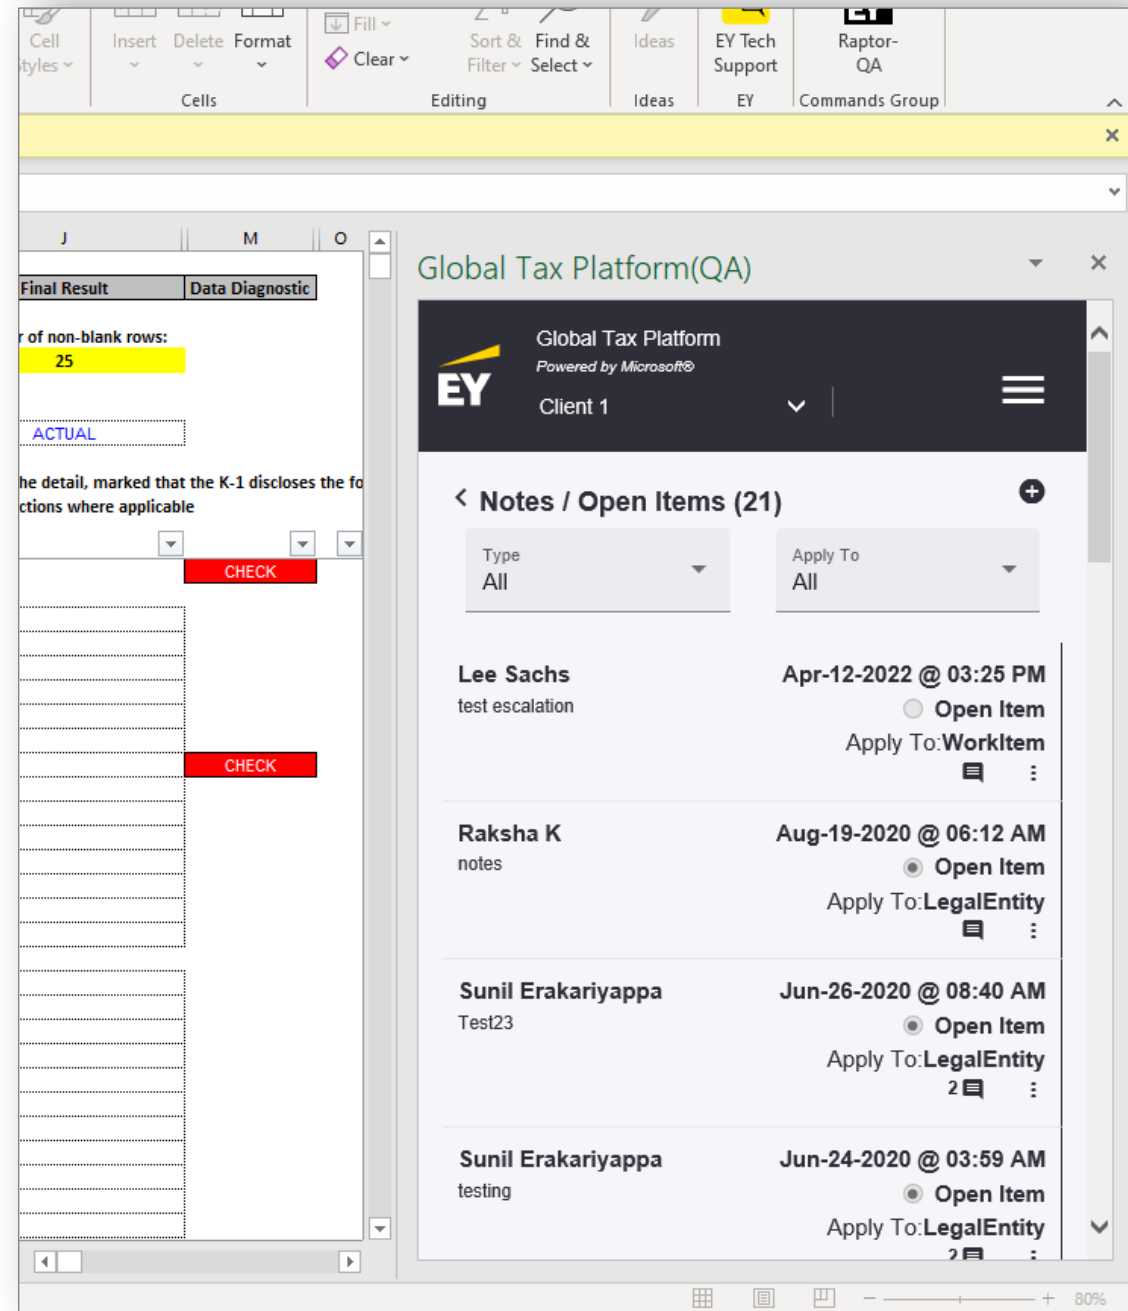 Cell
Styles
Insert
Delete
Format
Cells
Fill
Clear
Sort &
Filter
Find &
Select
Editing
Ideas
Ideas
EY Tech
Support
EY
EY
Raptor-
QA
Commands Group
J M O
Final Result Data Diagnostic
r of non-blank rows:
25
ACTUAL
he detail, marked that the K-1 discloses the fo
ctions where applicable
CHECK
CHECK
Global Tax Platform(QA)
EY
Global Tax Platform
Powered by Microsoft®
Client 1
Notes / Open Items (21)
Type
All
Apply To
All
Lee Sachs Apr-12-2022 @ 03:25 PM
test escalation Open Item
Apply To:WorkItem
Raksha K Aug-19-2020 @ 06:12 AM
notes Open Item
Apply To:LegalEntity
Sunil Erakariyappa Jun-26-2020 @ 08:40 AM
Test23 Open Item
Apply To:LegalEntity
2
Sunil Erakariyappa Jun-24-2020 @ 03:59 AM
testing Open Item
Apply To:LegalEntity
2
80%